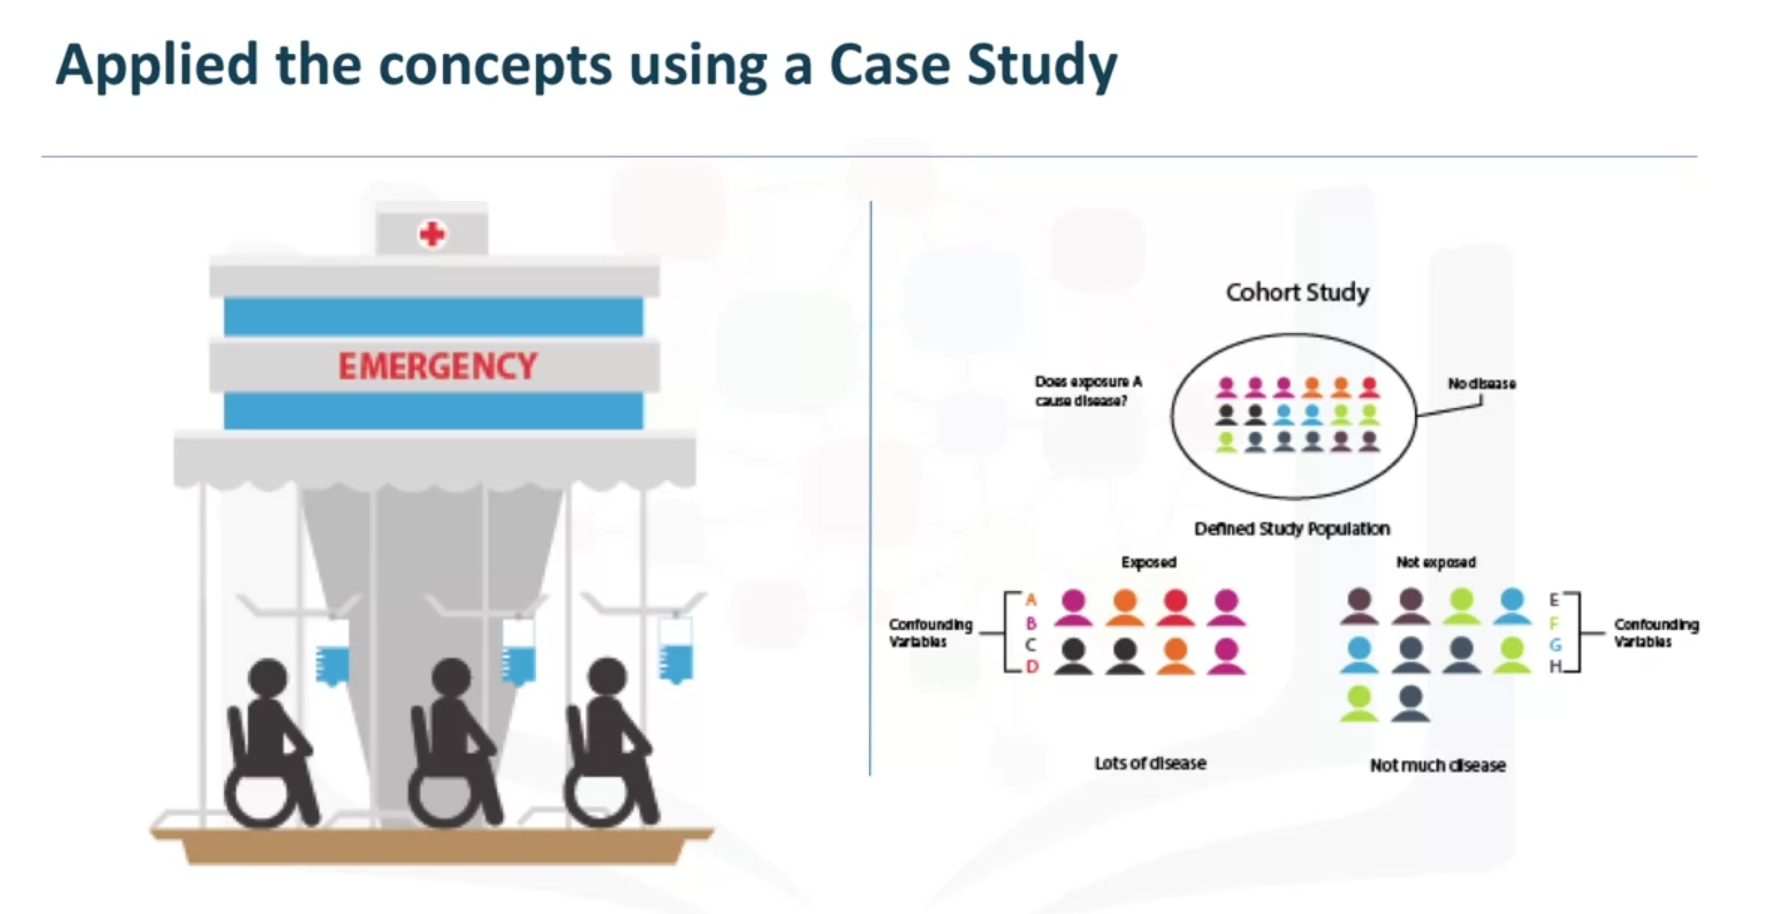 Applied the concepts using a Case Study
EMERGENCY
Cohort Study
Does exposure A
cause disease?
No disease
Defined Study Population
Exposed
Not exposed
Confounding
Variables
A
B
C
D
E
F
G
H
Confounding
Variables
Lots of disease
Not much disease